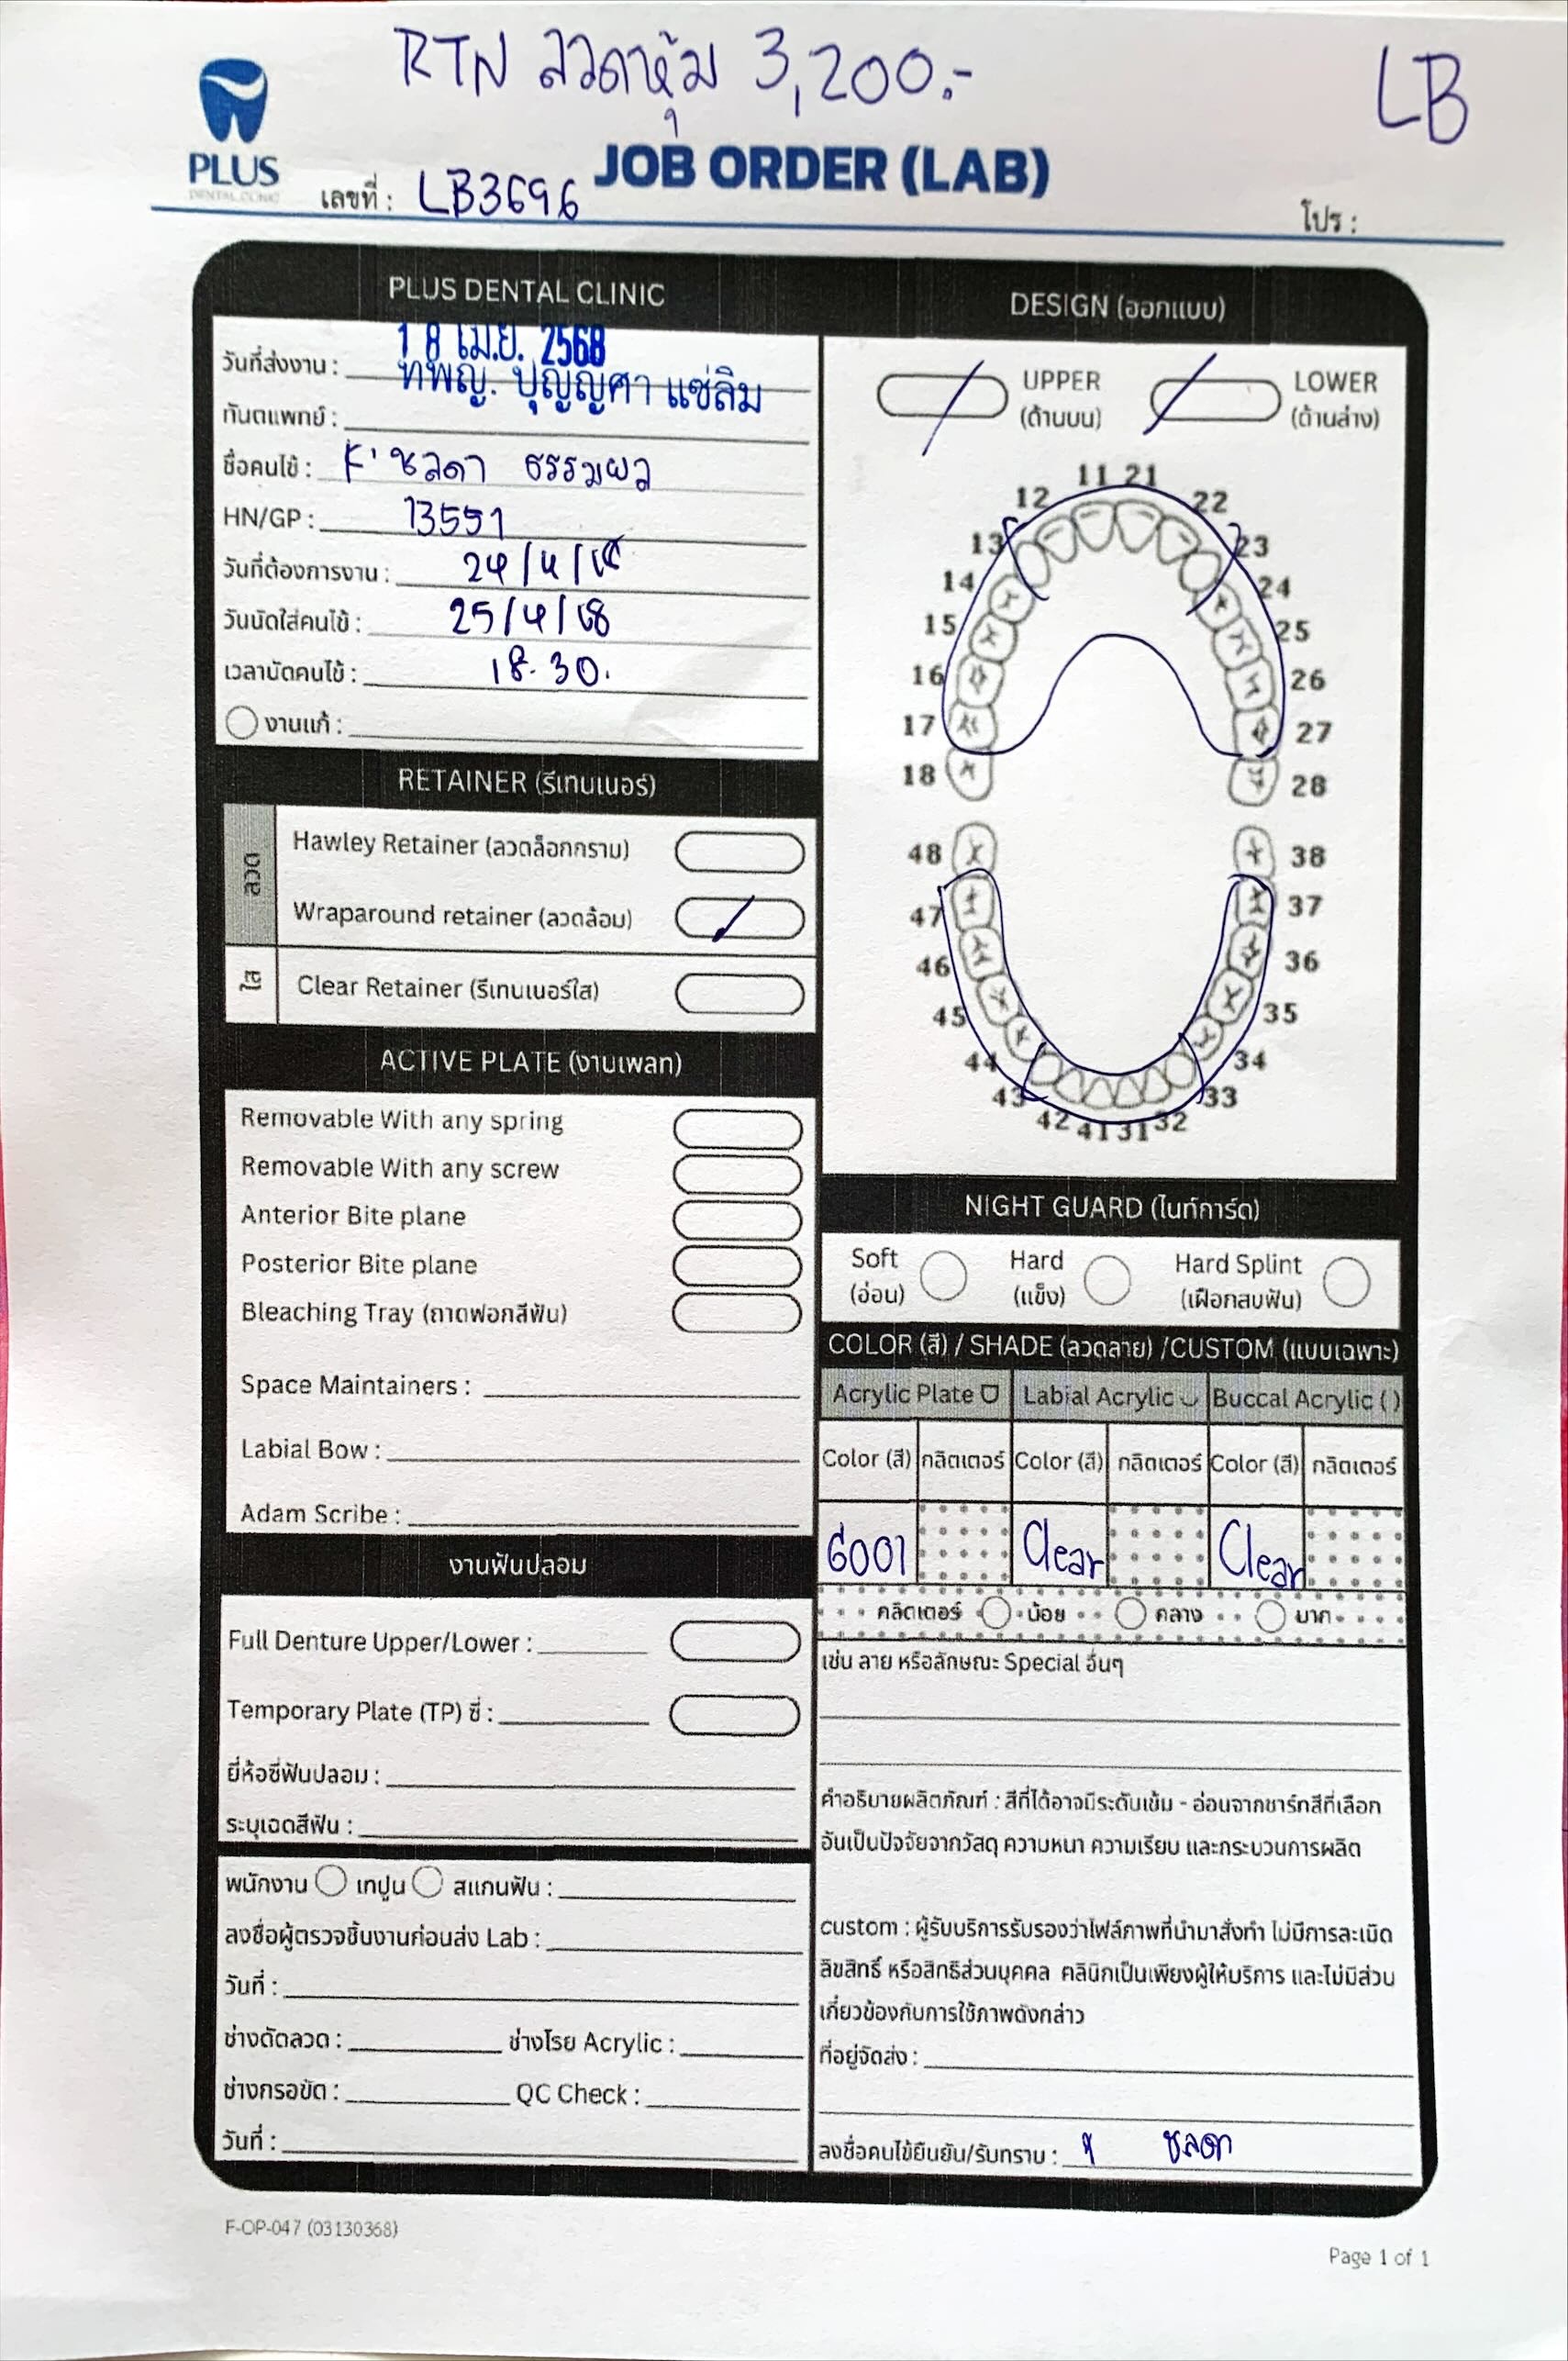 RTN ลวดหุ้ม 3,200.-
LB
PLUS
DENTAL CLINIC
JOB ORDER (LAB)
เลขที่ : LB3696
โปร :
PLUS DENTAL CLINIC
วันที่ส่งงาน : 18 เม.ย. 2568
ทันตแพทย์ : ทพญ. ปุญญศา แซ่ลิม
ชื่อคนไข้ : K' ชลดา ธรรมผล
HN/GP : 13551
วันที่ต้องการงาน : 24/4/68
วันนัดใส่คนไข้ : 25/4/68
เวลานัดคนไข้ : 18.30.
งานแก้ :
RETAINER (รีเทนเนอร์)
ลวด
Hawley Retainer (ลวดล็อกกราม)
Wraparound retainer (ลวดล้อม)
ใส
Clear Retainer (รีเทนเนอร์ใส)
ACTIVE PLATE (งานเพลท)
Removable With any spring
Removable With any screw
Anterior Bite plane
Posterior Bite plane
Bleaching Tray (ถาดฟอกสีฟัน)
Space Maintainers :
Labial Bow :
Adam Scribe :
งานฟันปลอม
Full Denture Upper/Lower :
Temporary Plate (TP) ซี่ :
ยี่ห้อซี่ฟันปลอม :
ระบุเฉดสีฟัน :
พนักงาน เทปูน สแกนฟัน :
ลงชื่อผู้ตรวจชิ้นงานก่อนส่ง Lab :
วันที่ :
ช่างดัดลวด : ช่างโรย Acrylic :
ช่างกรอขัด : QC Check :
วันที่ :
DESIGN (ออกแบบ)
UPPER LOWER
(ด้านบน) (ด้านล่าง)
11 21
12 22
13 23
14 24
15 25
16 26
17 27
18 28
48 38
47 37
46 36
45 35
44 34
43 33
42 41 31 32
NIGHT GUARD (ไนท์การ์ด)
Soft Hard Hard Splint
(อ่อน) (แข็ง) (เฝือกสบฟัน)
COLOR (สี) / SHADE (ลวดลาย) /CUSTOM (แบบเฉพาะ)
Acrylic Plate Labial Acrylic Buccal Acrylic ( )
Color (สี) กลิตเตอร์ Color (สี) กลิตเตอร์ Color (สี) กลิตเตอร์
6001 Clear Clear
กลิตเตอร์ น้อย กลาง มาก
เช่น ลาย หรือลักษณะ Special อื่นๆ
คำอธิบายผลิตภัณฑ์ : สีที่ได้อาจมีระดับเข้ม - อ่อนจากชาร์ทสีที่เลือก
อันเป็นปัจจัยจากวัสดุ ความหนา ความเรียบ และกระบวนการผลิต
custom : ผู้รับบริการรับรองว่าไฟล์ภาพที่นำมาสั่งทำ ไม่มีการละเมิด
ลิขสิทธิ์ หรือสิทธิส่วนบุคคล คลินิกเป็นเพียงผู้ให้บริการ และไม่มีส่วน
เกี่ยวข้องกับการใช้ภาพดังกล่าว
ที่อยู่จัดส่ง :
ลงชื่อคนไข้ยืนยัน/รับทราบ : ชลดา
F-OP-047 (03130368)
Page 1 of 1